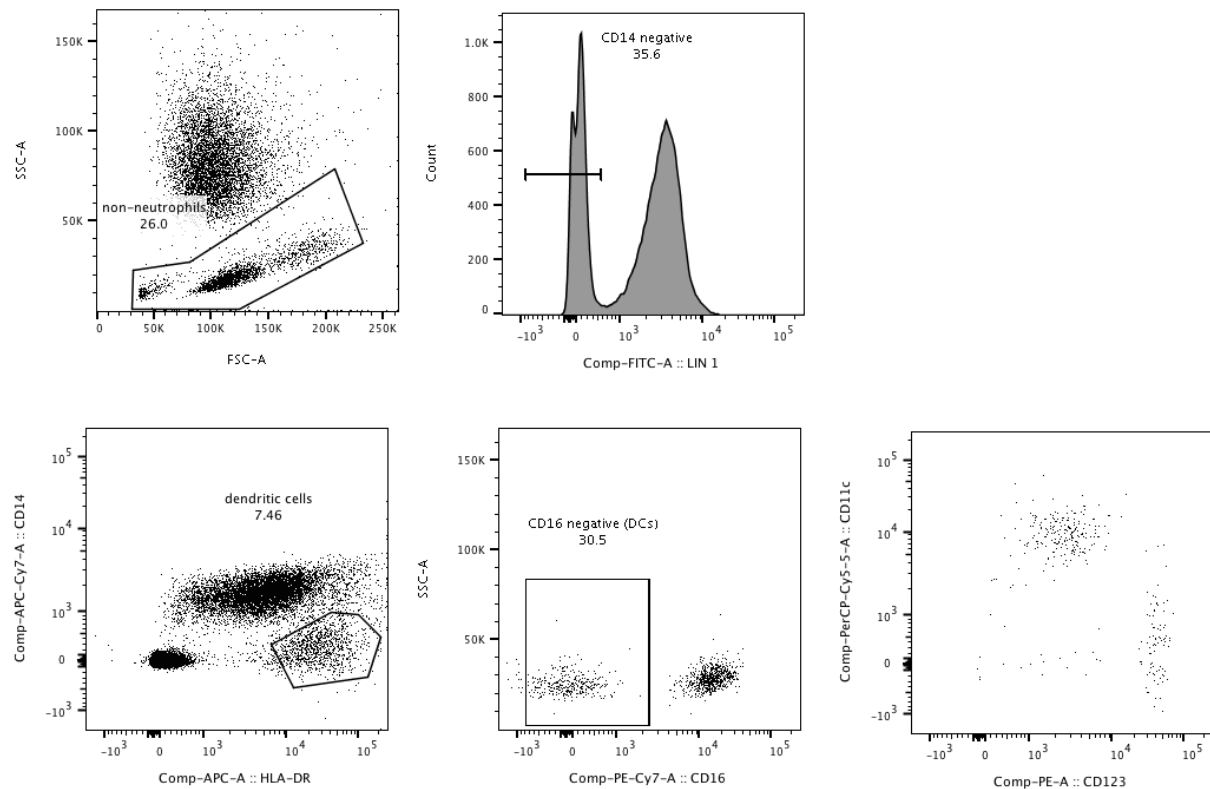 150K
100K
50K
SSC-A
non-neutrophils
26.0
0 50K 100K 150K 200K 250K
FSC-A
1.0K
800
600
400
200
0
Count
CD14 negative
35.6
-10³ 0 10³ 10⁴ 10⁵
Comp-FITC-A :: LIN 1
10⁵
10⁴
10³
0
-10³
Comp-APC-Cy7-A :: CD14
dendritic cells
7.46
-10³ 0 10³ 10⁴ 10⁵
Comp-APC-A :: HLA-DR
150K
100K
50K
SSC-A
CD16 negative (DCs)
30.5
-10³ 0 10³ 10⁴ 10⁵
Comp-PE-Cy7-A :: CD16
10⁵
10⁴
10³
0
-10³
Comp-PerCP-Cy5-5-A :: CD11c
-10³ 0 10³ 10⁴ 10⁵
Comp-PE-A :: CD123